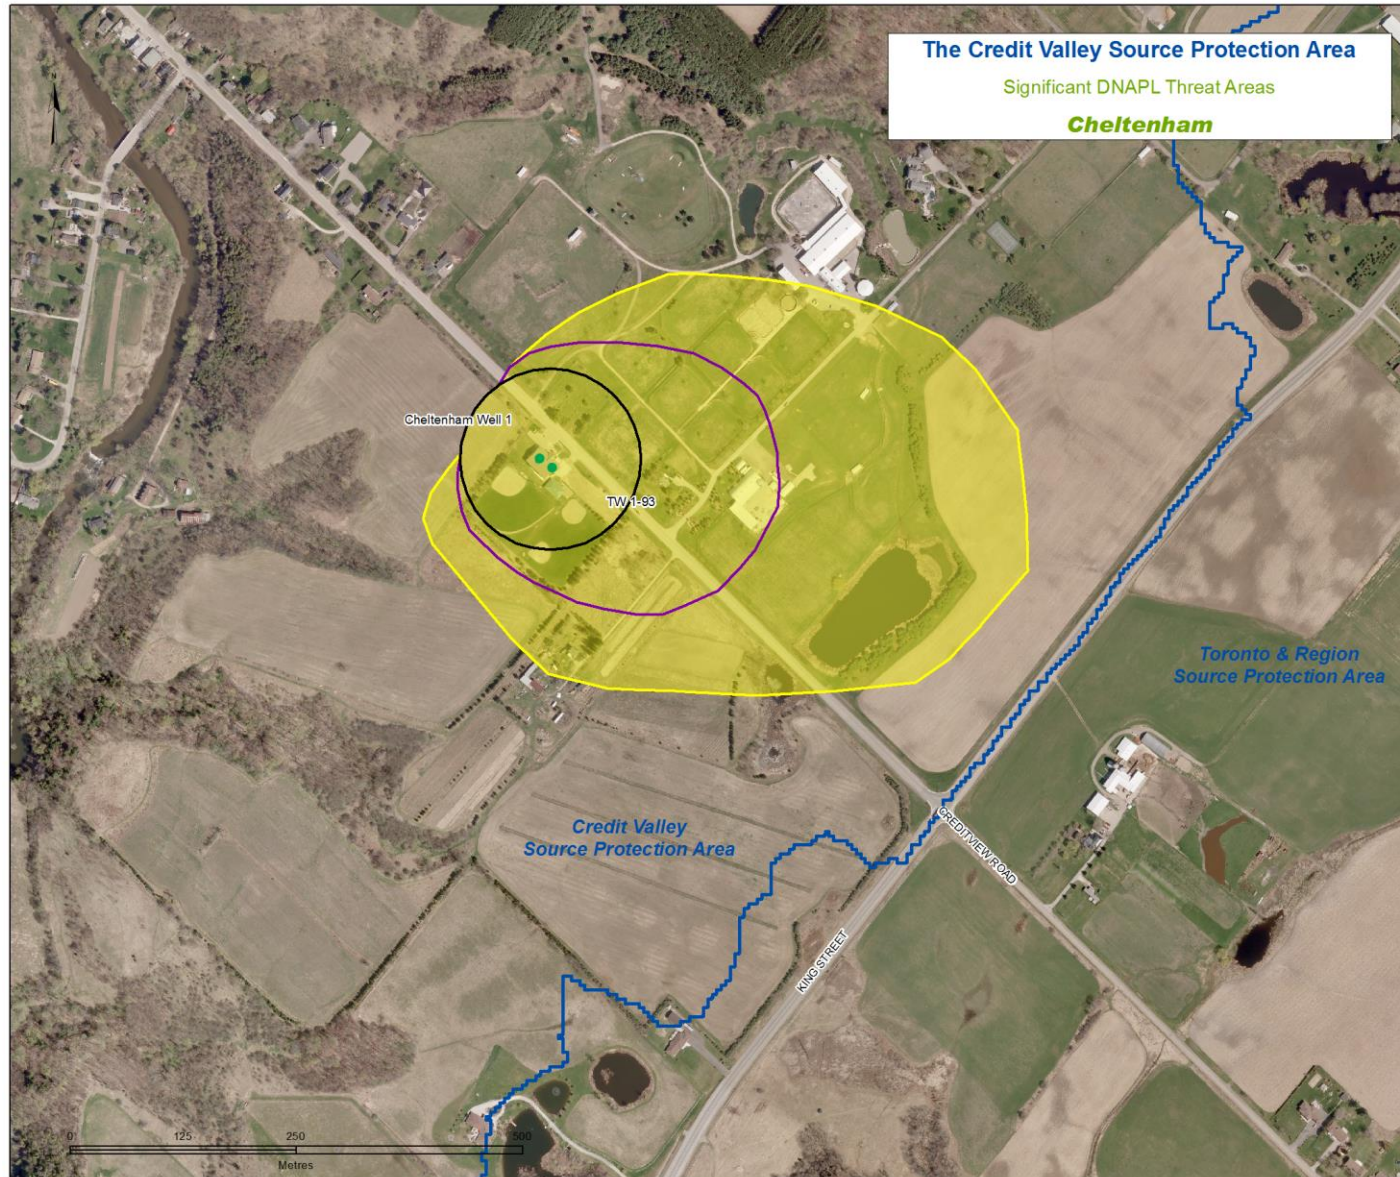 The Credit Valley Source Protection Area
Significant DNAPL Threat Areas
Cheltenham
N
Cheltenham Well 1
TW 1-93
Toronto & Region
Source Protection Area
Credit Valley
Source Protection Area
CREDITVIEW ROAD
KING STREET
0 125 250 500
Metres